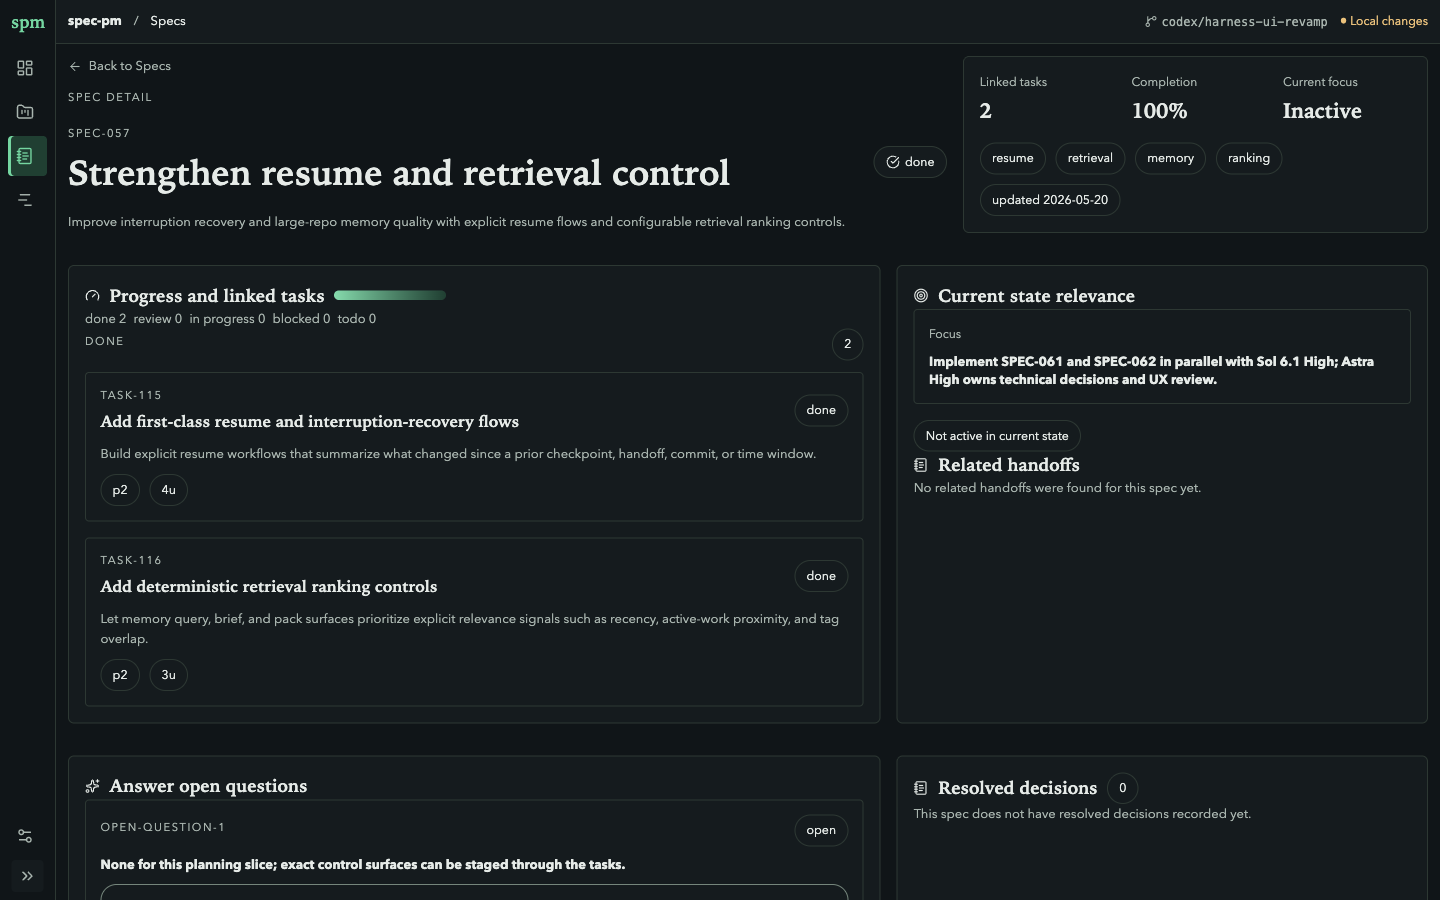 spm
spec-pm / Specs
codex/harness-ui-revamp
Local changes
Back to Specs
SPEC DETAIL
SPEC-057
Strengthen resume and retrieval control
done
Improve interruption recovery and large-repo memory quality with explicit resume flows and configurable retrieval ranking controls.
Linked tasks
2
Completion
100%
Current focus
Inactive
resume
retrieval
memory
ranking
updated 2026-05-20
Progress and linked tasks
done 2 review 0 in progress 0 blocked 0 todo 0
DONE
2
TASK-115
Add first-class resume and interruption-recovery flows
done
Build explicit resume workflows that summarize what changed since a prior checkpoint, handoff, commit, or time window.
p2
4u
TASK-116
Add deterministic retrieval ranking controls
done
Let memory query, brief, and pack surfaces prioritize explicit relevance signals such as recency, active-work proximity, and tag
overlap.
p2
3u
Current state relevance
Focus
Implement SPEC-061 and SPEC-062 in parallel with Sol 6.1 High; Astra
High owns technical decisions and UX review.
Not active in current state
Related handoffs
No related handoffs were found for this spec yet.
Answer open questions
OPEN-QUESTION-1
open
None for this planning slice; exact control surfaces can be staged through the tasks.
Resolved decisions
0
This spec does not have resolved decisions recorded yet.